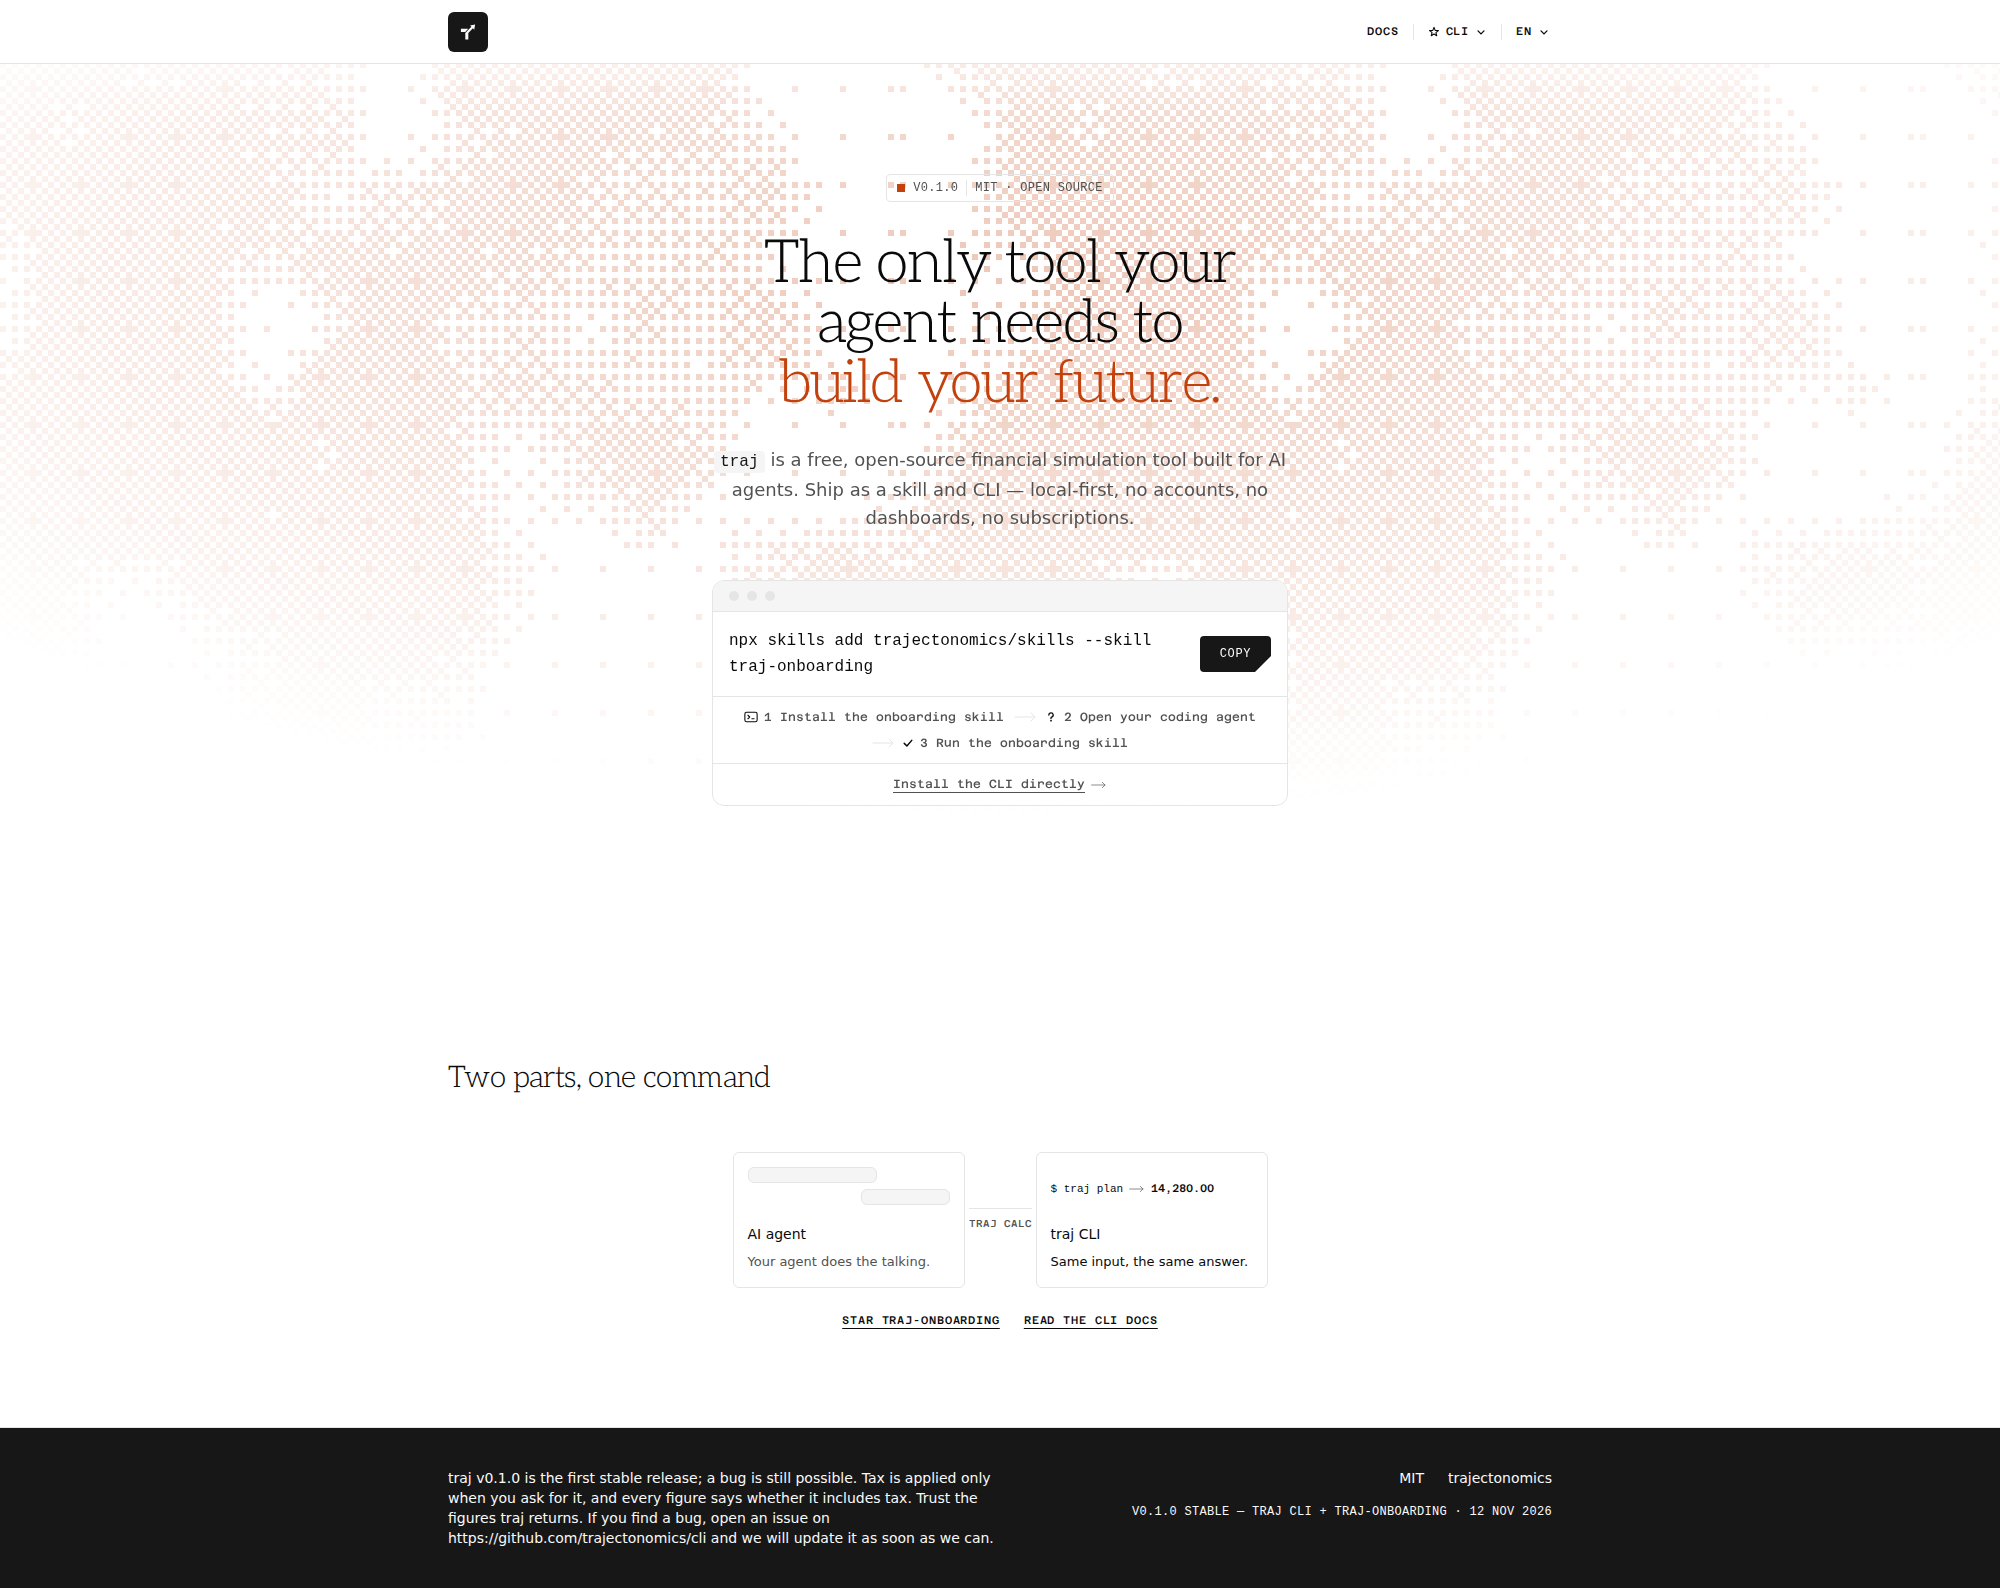 DOCS
CLI
EN
V0.1.0 MIT · OPEN SOURCE
The only tool your
agent needs to
build your future.
traj is a free, open-source financial simulation tool built for AI
agents. Ship as a skill and CLI — local-first, no accounts, no
dashboards, no subscriptions.
npx skills add trajectonomics/skills --skill
traj-onboarding
COPY
1 Install the onboarding skill → ? 2 Open your coding agent
→ ✓ 3 Run the onboarding skill
Install the CLI directly →
Two parts, one command
AI agent
Your agent does the talking.
TRAJ CALC
$ traj plan → 14,280.00
traj CLI
Same input, the same answer.
STAR TRAJ-ONBOARDING
READ THE CLI DOCS
traj v0.1.0 is the first stable release; a bug is still possible. Tax is applied only
when you ask for it, and every figure says whether it includes tax. Trust the
figures traj returns. If you find a bug, open an issue on
https://github.com/trajectonomics/cli and we will update it as soon as we can.
MIT trajectonomics
V0.1.0 STABLE — TRAJ CLI + TRAJ-ONBOARDING · 12 NOV 2026